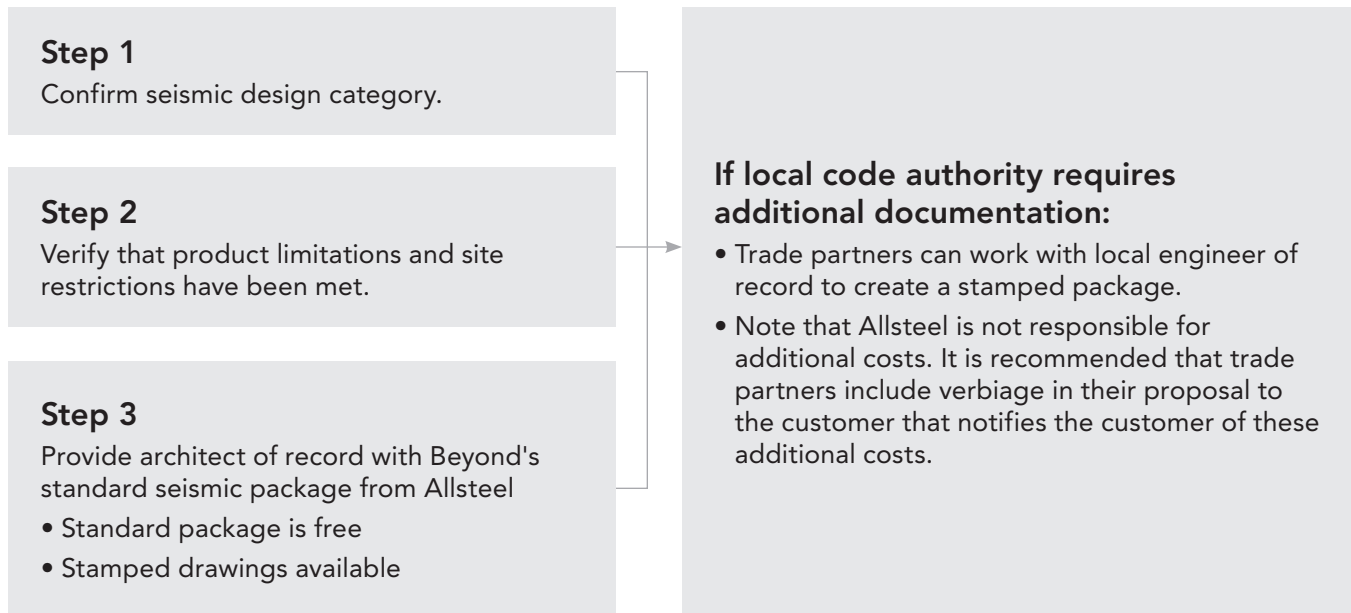 Step 1
Confirm seismic design category.
Step 2
Verify that product limitations and site
restrictions have been met.
Step 3
Provide architect of record with Beyond's
standard seismic package from Allsteel
• Standard package is free
• Stamped drawings available
If local code authority requires
additional documentation:
• Trade partners can work with local engineer of
record to create a stamped package.
• Note that Allsteel is not responsible for
additional costs. It is recommended that trade
partners include verbiage in their proposal to
the customer that notifies the customer of these
additional costs.